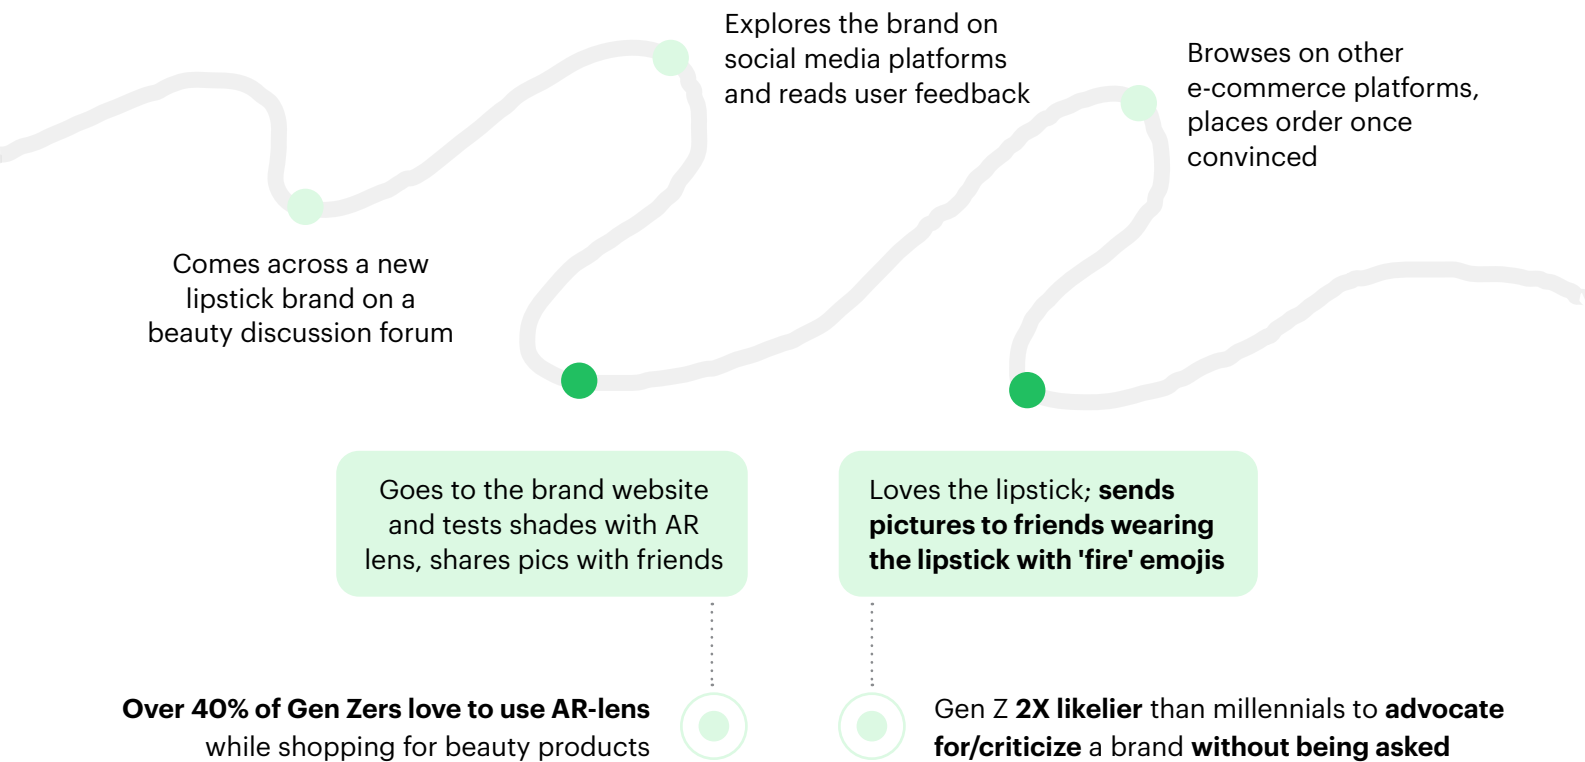 Explores the brand on
social media platforms
and reads user feedback
Browses on other
e-commerce platforms,
places order once
convinced
Comes across a new
lipstick brand on a
beauty discussion forum
Goes to the brand website
and tests shades with AR
lens, shares pics with friends
Loves the lipstick; sends
pictures to friends wearing
the lipstick with 'fire' emojis
Over 40% of Gen Zers love to use AR-lens
while shopping for beauty products
Gen Z 2X likelier than millennials to advocate
for/criticize a brand without being asked